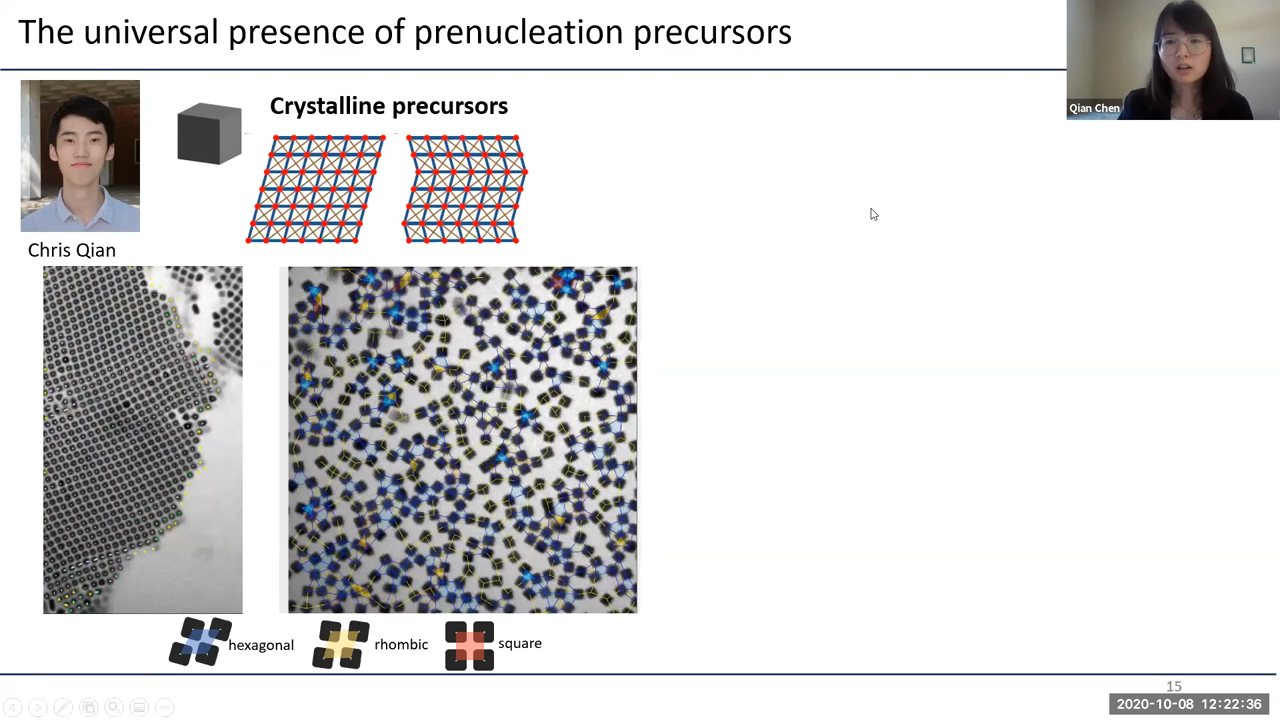 The universal presence of prenucleation precursors
Qian Chen
Crystalline precursors
Chris Qian
hexagonal
rhombic
square
15
2020-10-08 12:22:36